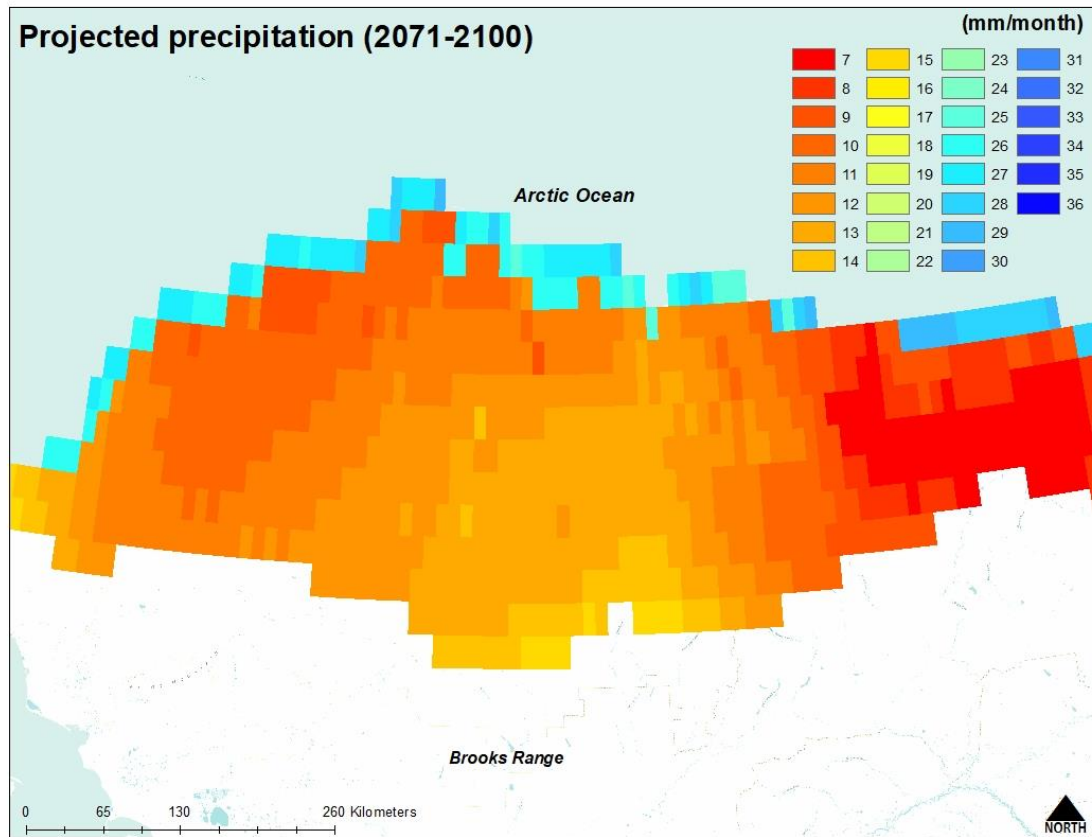 Projected precipitation (2071-2100)
(mm/month)
7 15 23 31
8 16 24 32
9 17 25 33
10 18 26 34
11 19 27 35
12 20 28 36
13 21 29
14 22 30
Arctic Ocean
Brooks Range
0 65 130 260 Kilometers
NORTH